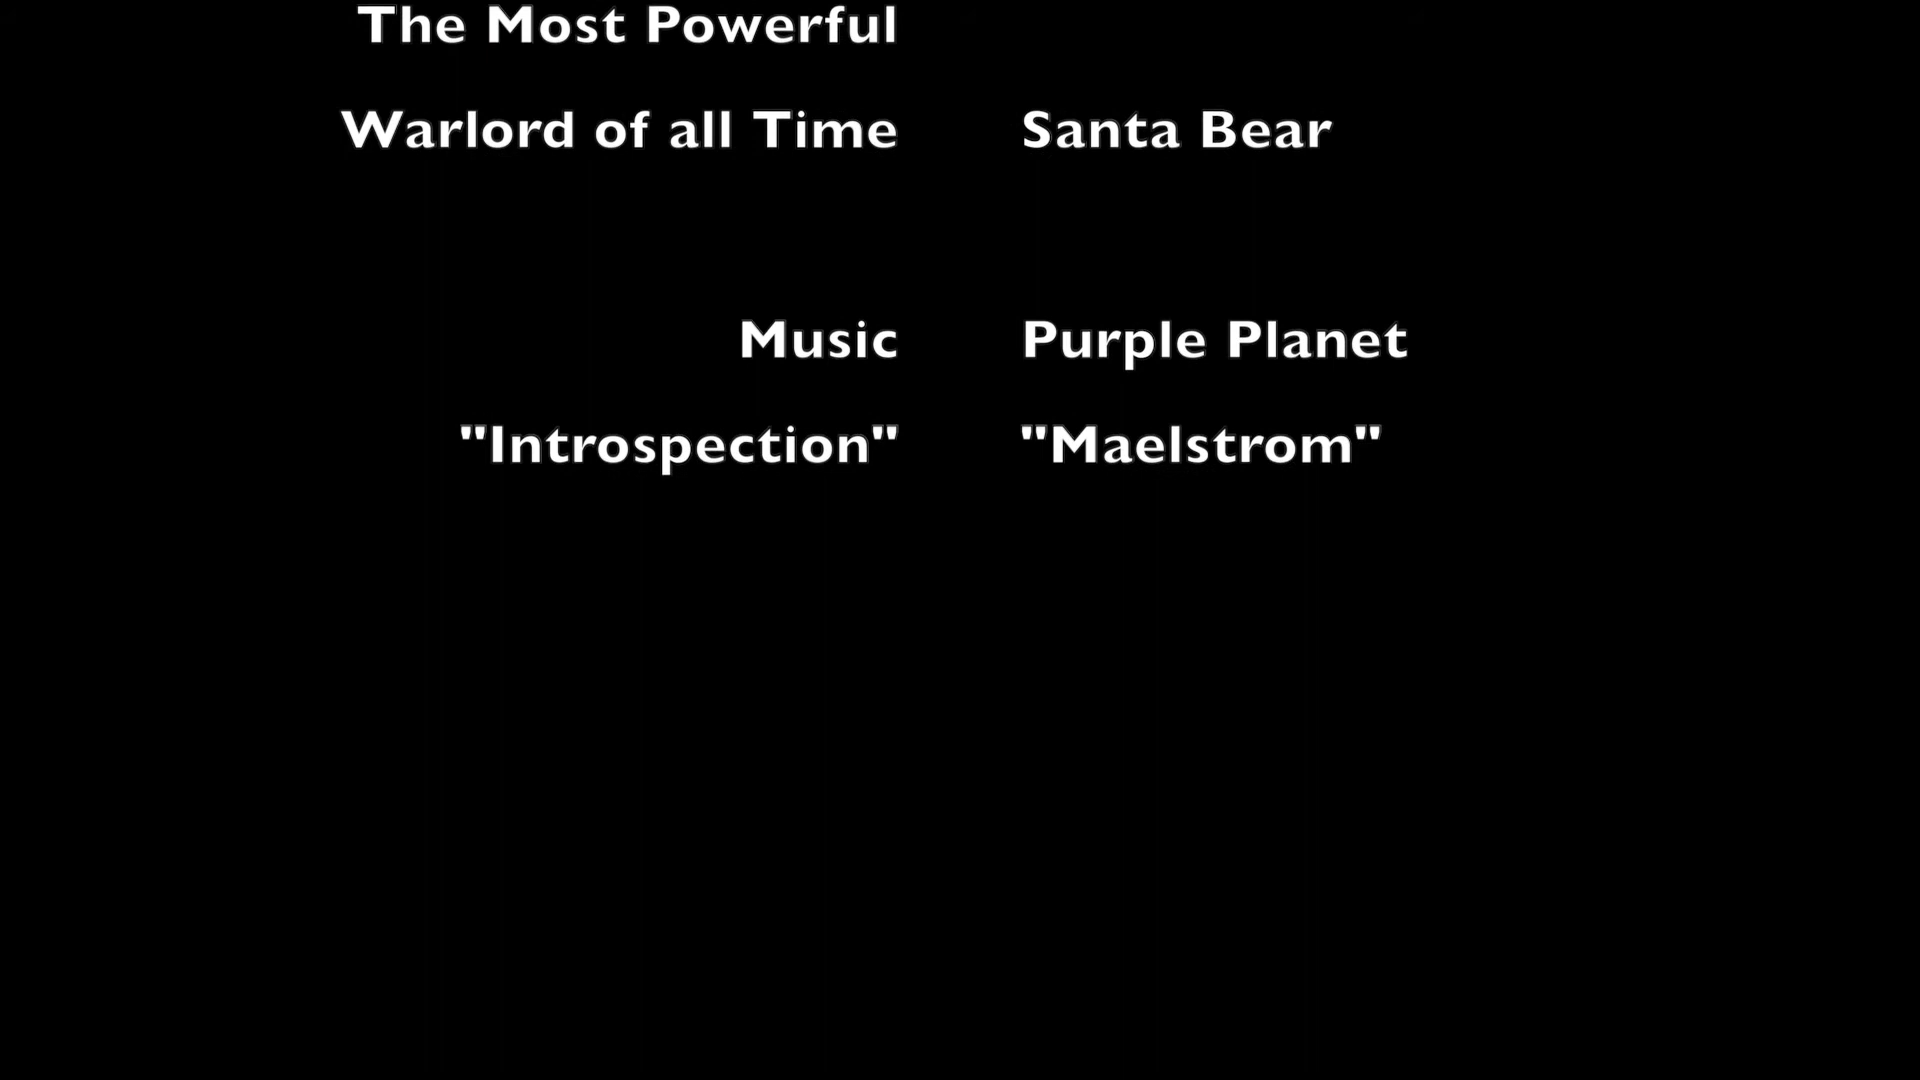 The Most Powerful
Warlord of all Time Santa Bear
Music Purple Planet
"Introspection" "Maelstrom"